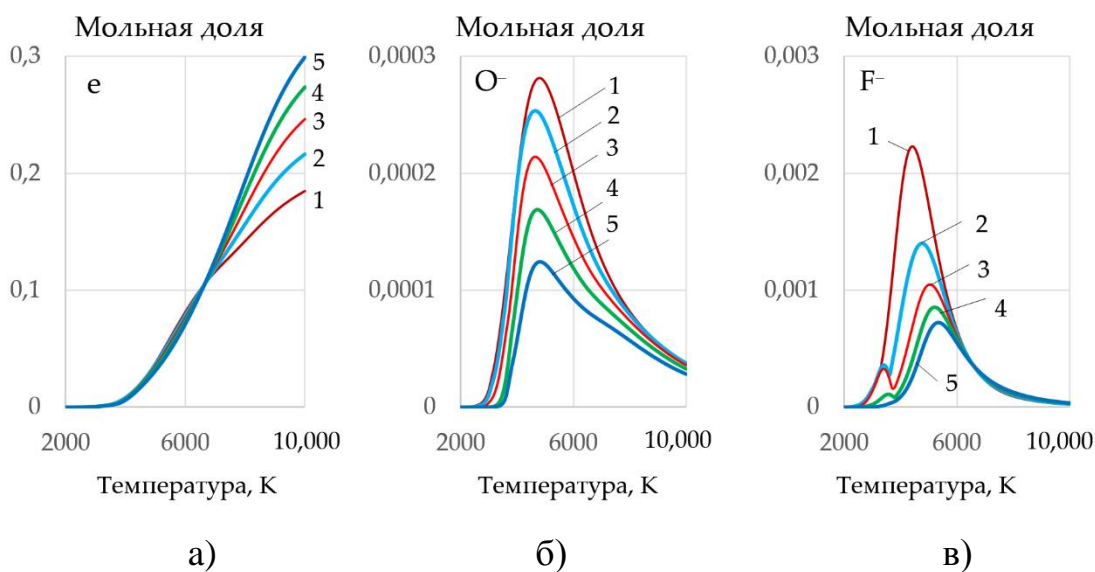 Мольная доля
0,3
0,2
0,1
0
e
5
4
3
2
1
2000 6000 10,000
Температура, К
а)
Мольная доля
0,0003
0,0002
0,0001
0
O–
1
2
3
4
5
2000 6000 10,000
Температура, К
б)
Мольная доля
0,003
0,002
0,001
0
F–
1
2
3
4
5
2000 6000 10,000
Температура, К
в)